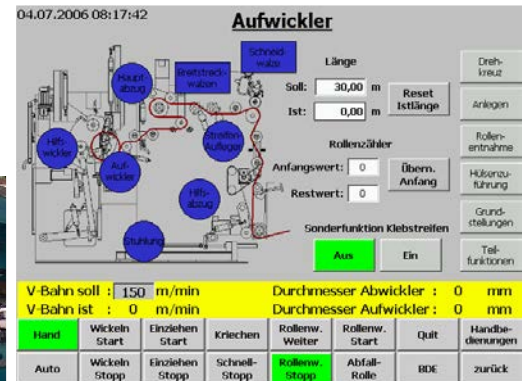 04.07.2006 08:17:42
Aufwickler
Schneid-
walze
Breitstreck-
walzen
Haupt-
abzug
Streifen-
Aufleger
Hilfs-
wickler
Auf-
wickler
Hilfs-
abzug
Stuhlung
Länge
Soll: 30,00 m
Ist: 0,00 m
Reset
Istlänge
Rollenzähler
Anfangswert: 0
Restwert: 0
Übern.
Anfang
Sonderfunktion Klebstreifen
Aus
Ein
Dreh-
kreuz
Anlegen
Rollen-
entnahme
Hülsenzu-
führung
Grund-
stellungen
Teil-
funktionen
V-Bahn soll : 150 m/min
Durchmesser Abwickler : 0 mm
V-Bahn ist : 0 m/min
Durchmesser Aufwickler : 0 mm
Hand
Wickeln
Start
Einziehen
Start
Kriechen
Rollenw.
Weiter
Rollenw.
Start
Quit
Handbe-
dienungen
Auto
Wickeln
Stopp
Einziehen
Stopp
Schnell-
Stopp
Rollenw.
Stopp
Abfall-
Rolle
BDE
zurück